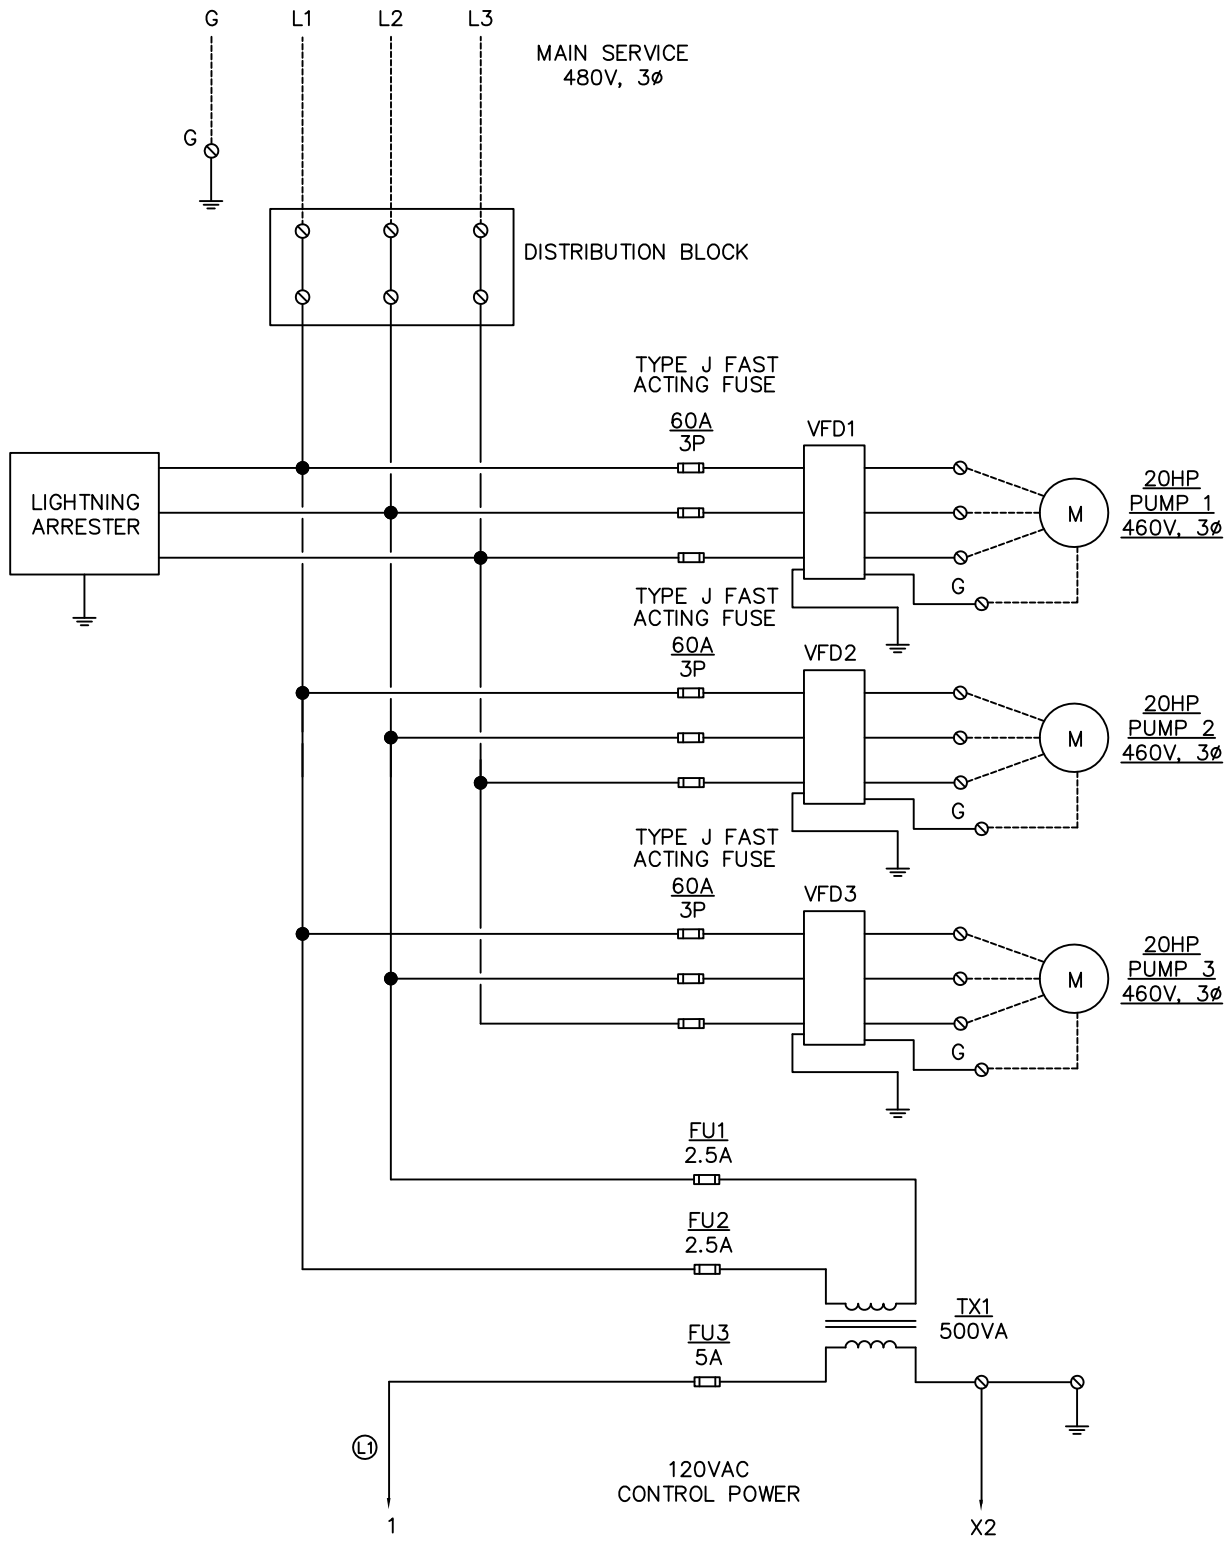 G
L1
L2
L3
MAIN SERVICE
480V, 3ø
G
DISTRIBUTION BLOCK
TYPE J FAST
ACTING FUSE
60A
3P
VFD1
LIGHTNING
ARRESTER
M
20HP
PUMP 1
460V, 3ø
G
TYPE J FAST
ACTING FUSE
60A
3P
VFD2
M
20HP
PUMP 2
460V, 3ø
G
TYPE J FAST
ACTING FUSE
60A
3P
VFD3
M
20HP
PUMP 3
460V, 3ø
G
FU1
2.5A
FU2
2.5A
TX1
500VA
FU3
5A
L1
120VAC
CONTROL POWER
1
X2